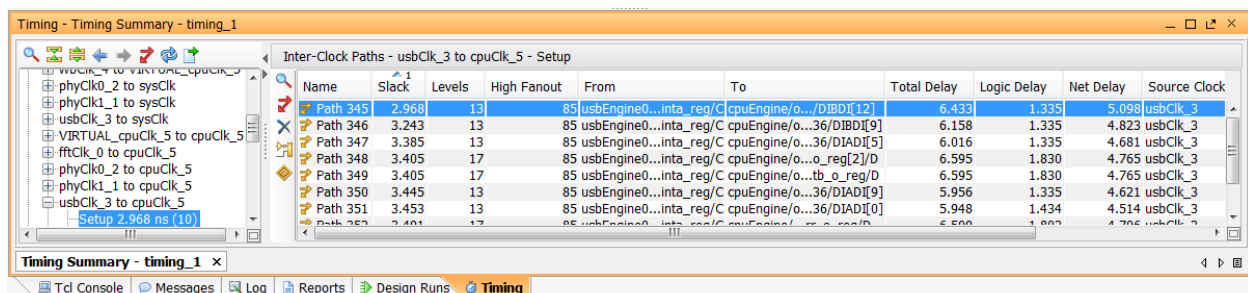 Timing - Timing Summary - timing_1
Inter-Clock Paths - usbClk_3 to cpuClk_5 - Setup
wbClk_4 to VIRTUAL_cpuClk_5
phyClk0_2 to sysClk
phyClk1_1 to sysClk
usbClk_3 to sysClk
VIRTUAL_cpuClk_5 to cpuClk_5
fftClk_0 to cpuClk_5
phyClk0_2 to cpuClk_5
phyClk1_1 to cpuClk_5
usbClk_3 to cpuClk_5
Setup 2.968 ns (10)
Name Slack 1 Levels High Fanout From To Total Delay Logic Delay Net Delay Source Clock
Path 345 2.968 13 85 usbEngine0...inta_reg/C cpuEngine/o.../DIBDI[12] 6.433 1.335 5.098 usbClk_3
Path 346 3.243 13 85 usbEngine0...inta_reg/C cpuEngine/o...36/DIBDI[9] 6.158 1.335 4.823 usbClk_3
Path 347 3.385 13 85 usbEngine0...inta_reg/C cpuEngine/o...36/DIADI[5] 6.016 1.335 4.681 usbClk_3
Path 348 3.405 17 85 usbEngine0...inta_reg/C cpuEngine/o...o_reg[2]/D 6.595 1.830 4.765 usbClk_3
Path 349 3.405 17 85 usbEngine0...inta_reg/C cpuEngine/o...tb_o_reg/D 6.595 1.830 4.765 usbClk_3
Path 350 3.445 13 85 usbEngine0...inta_reg/C cpuEngine/o...36/DIADI[9] 5.956 1.335 4.621 usbClk_3
Path 351 3.453 13 85 usbEngine0...inta_reg/C cpuEngine/o...36/DIADI[0] 5.948 1.434 4.514 usbClk_3
Timing Summary - timing_1
Tcl Console Messages Log Reports Design Runs Timing